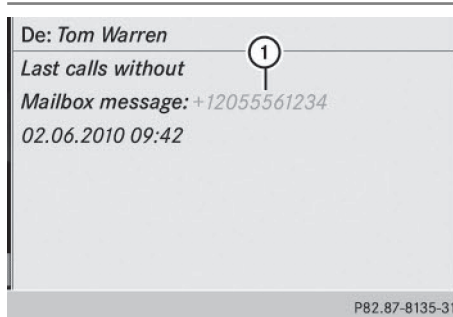 De: Tom Warren
1
Last calls without
Mailbox message: +12055561234
02.06.2010 09:42
P82.87-8135-31